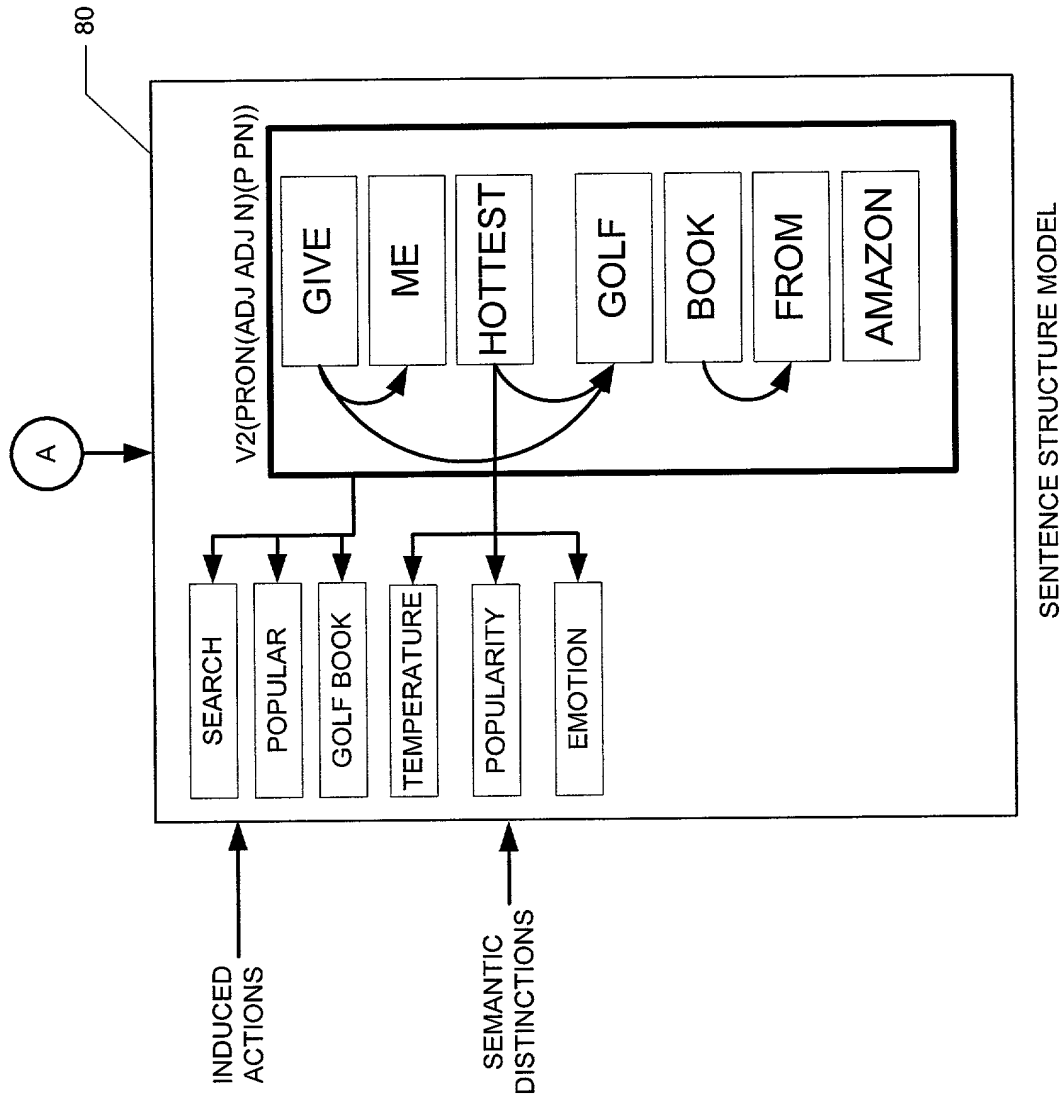 80
A
V2(PRON(ADJ ADJ N)(P PN))
GIVE
ME
HOTTEST
GOLF
BOOK
FROM
AMAZON
SEARCH
POPULAR
GOLF BOOK
TEMPERATURE
POPULARITY
EMOTION
INDUCED
ACTIONS
SEMANTIC
DISTINCTIONS
SENTENCE STRUCTURE MODEL